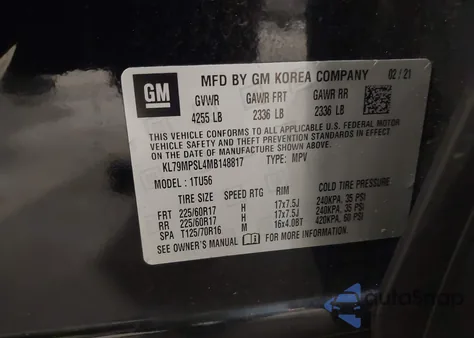 GM
MFD BY GM KOREA COMPANY 02/21
GVWR GAWR FRT GAWR RR
4255 LB 2336 LB 2336 LB
THIS VEHICLE CONFORMS TO ALL APPLICABLE U.S. FEDERAL MOTOR
VEHICLE SAFETY AND THEFT PREVENTION STANDARDS IN EFFECT
ON THE DATE OF MANUFACTURE SHOWN ABOVE.
KL79MPSL4MB148817 TYPE: MPV
MODEL: 1TU56
TIRE SIZE SPEED RTG RIM COLD TIRE PRESSURE
FRT 225/60R17 H 17x7.5J 240KPA, 35 PSI
RR 225/60R17 H 17x7.5J 240KPA, 35 PSI
SPA T125/70R16 M 16x4.0BT 420KPA, 60 PSI
SEE OWNER'S MANUAL FOR MORE INFORMATION.
autoSnap